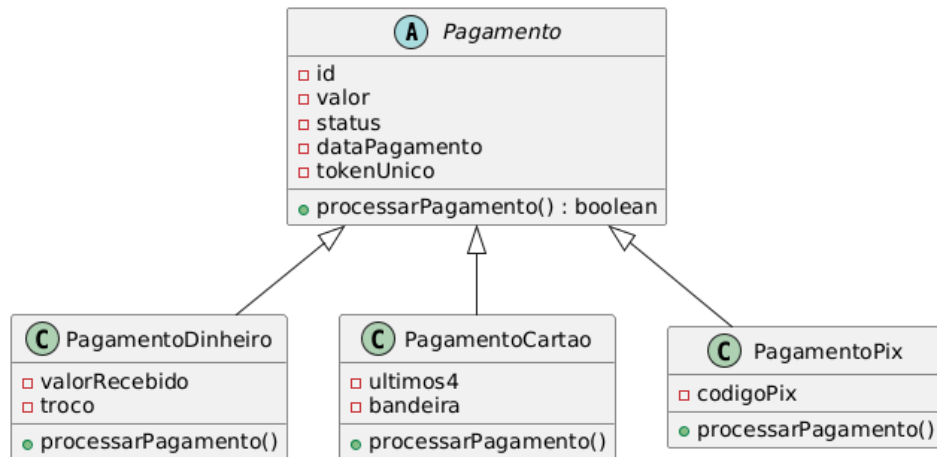 A Pagamento
id
valor
status
dataPagamento
tokenUnico
processarPagamento() : boolean
C PagamentoDinheiro
valorRecebido
troco
processarPagamento()
C PagamentoCartao
ultimos4
bandeira
processarPagamento()
C PagamentoPix
codigoPix
processarPagamento()